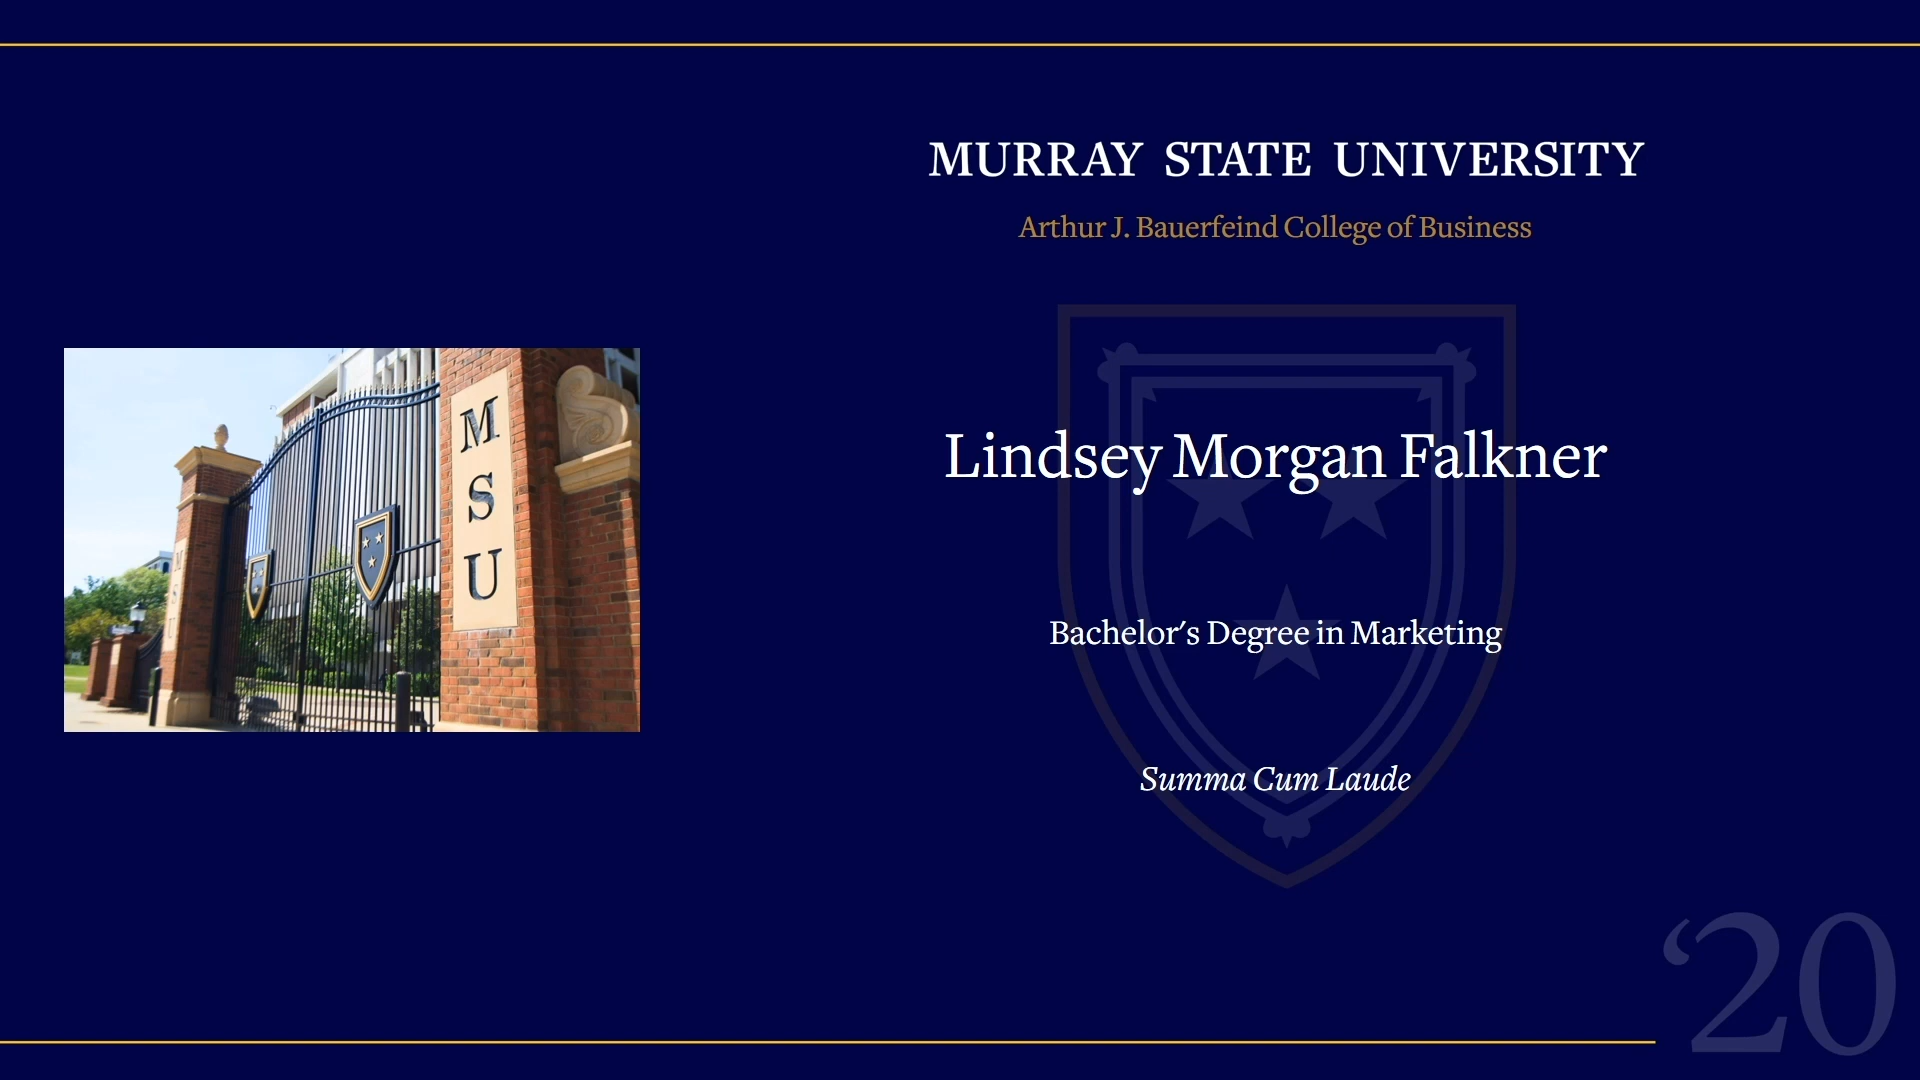 MURRAY STATE UNIVERSITY
Arthur J. Bauerfeind College of Business
M
S
U
Lindsey Morgan Falkner
Bachelor's Degree in Marketing
Summa Cum Laude
‘20